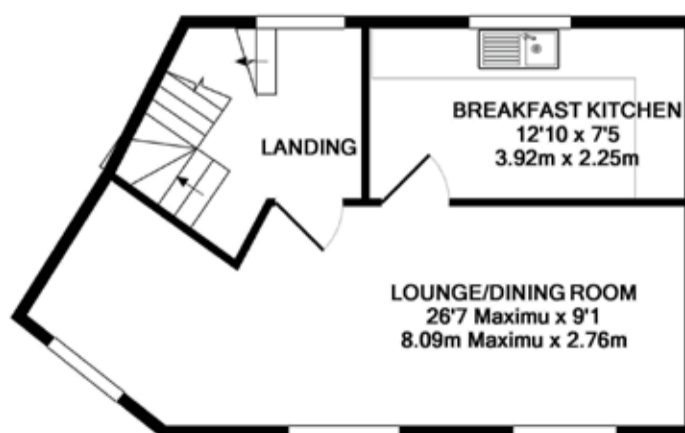 BREAKFAST KITCHEN
12'10 x 7'5
3.92m x 2.25m
LANDING
LOUNGE/DINING ROOM
26'7 Maximu x 9'1
8.09m Maximu x 2.76m